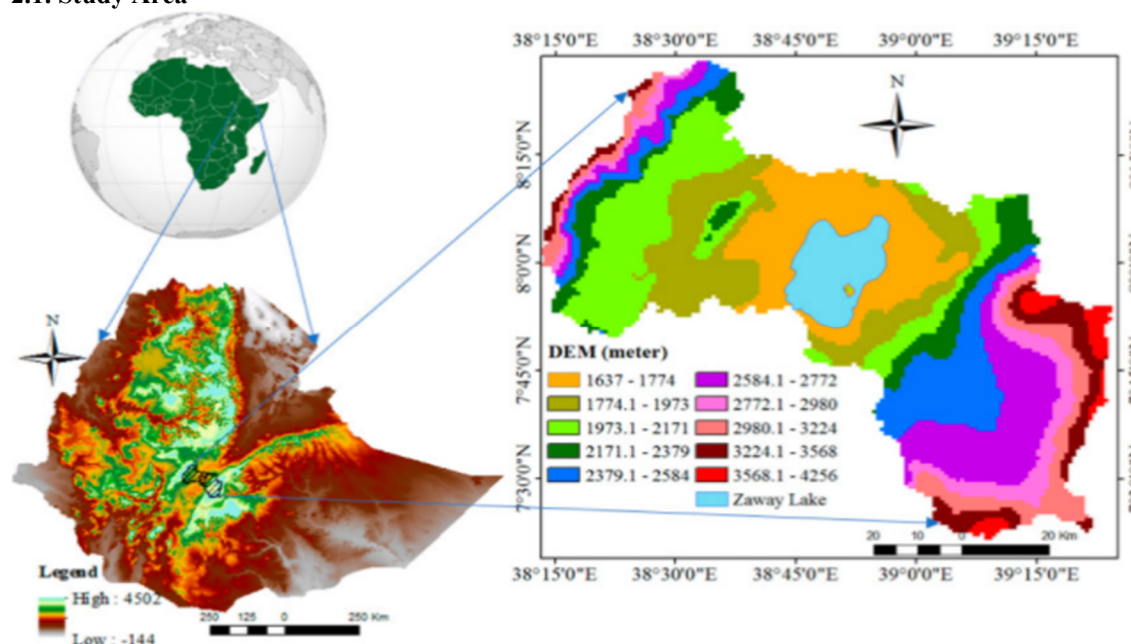 2.1. Study Area
38°15'0"E 38°30'0"E 38°45'0"E 39°0'0"E 39°15'0"E
N
N
8°15'0"N
8°0'0"N
7°45'0"N
7°30'0"N
DEM (meter)
1637 - 1774
1774.1 - 1973
1973.1 - 2171
2171.1 - 2379
2379.1 - 2584
2584.1 - 2772
2772.1 - 2980
2980.1 - 3224
3224.1 - 3568
3568.1 - 4256
Zaway Lake
20 10 0 20 Km
38°15'0"E 38°30'0"E 38°45'0"E 39°0'0"E 39°15'0"E
Legend
High : 4502
Low : -144
250 125 0 250 Km